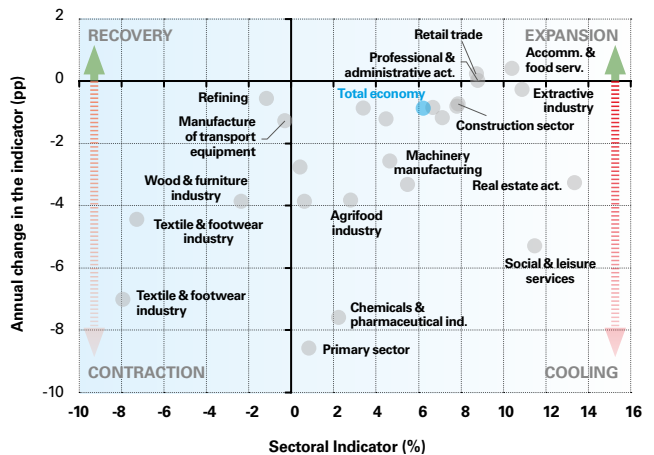 RECOVERY
EXPANSION
Retail trade
Professional &
administrative act.
Accomm. &
food serv.
Refining
Total economy
Extractive
industry
Manufacture
of transport
equipment
Construction sector
Machinery
manufacturing
Wood & furniture
industry
Real estate act.
Textile & footwear
industry
Agrifood
industry
Social & leisure
services
Textile & footwear
industry
Chemicals &
pharmaceutical ind.
Primary sector
CONTRACTION
COOLING
2
0
-2
-4
-6
-8
-10
Annual change in the indicator (pp)
-10 -8 -6 -4 -2 0 2 4 6 8 10 12 14 16
Sectoral Indicator (%)